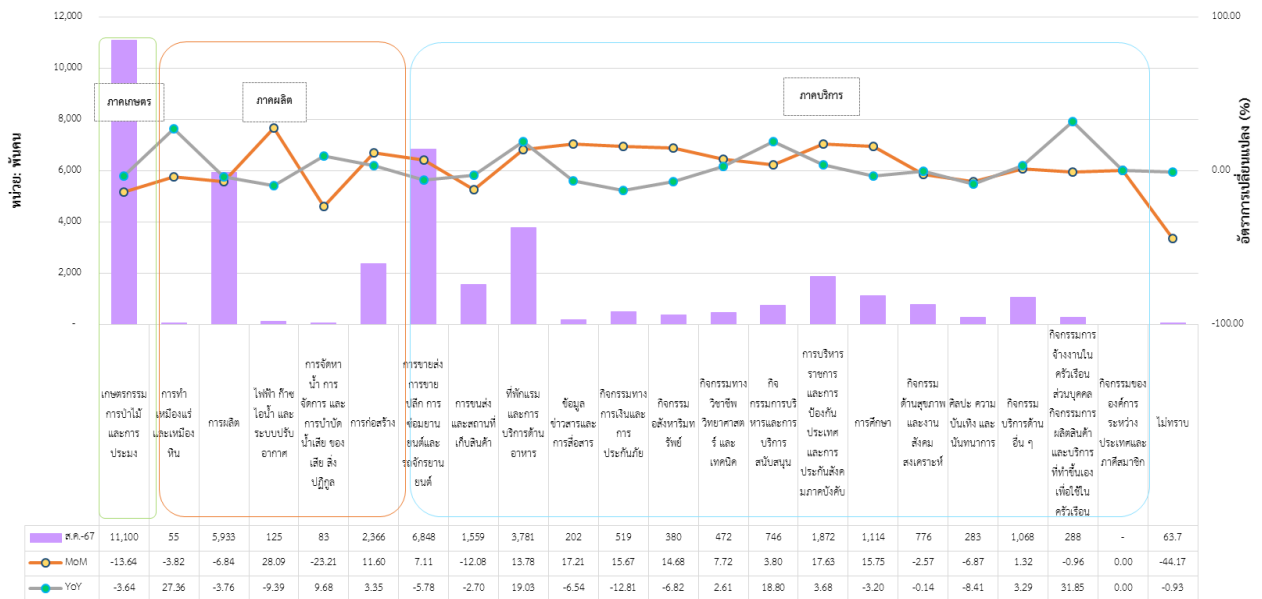 12,000
10,000
8,000
6,000
4,000
2,000
-
หน่วย: พันคน
100.00
0.00
-100.00
อัตราการเปลี่ยนแปลง (%)
ภาคเกษตร
ภาคผลิต
ภาคบริการ
เกษตรกรรม
การป่าไม้
และการ
ประมง
การทำ
เหมืองแร่
และเหมือง
หิน
การผลิต
ไฟฟ้า ก๊าซ
ไอน้ำ และ
ระบบปรับ
อากาศ
การจัดหา
น้ำ การ
จัดการ และ
การบำบัด
น้ำเสีย ของ
เสีย สิ่ง
ปฏิกูล
การก่อสร้าง
การขายส่ง
การขาย
ปลีก การ
ซ่อมยาน
ยนต์และ
รถจักรยาน
ยนต์
การขนส่ง
และสถานที่
เก็บสินค้า
ที่พักแรม
และการ
บริการด้าน
อาหาร
ข้อมูล
ข่าวสารและ
การสื่อสาร
กิจกรรมทาง
การเงินและ
การ
ประกันภัย
กิจกรรม
อสังหาริมท
รัพย์
กิจกรรมทาง
วิชาชีพ
วิทยาศาสต
ร์ และ
เทคนิค
กิจ
กรรมการบริ
หารและการ
บริการ
สนับสนุน
การบริหาร
ราชการ
และการ
ป้องกัน
ประเทศ
และการ
ประกันสังค
มภาคบังคับ
การศึกษา
กิจกรรม
ด้านสุขภาพ
และงาน
สังคม
สงเคราะห์
ศิลปะ ความ
บันเทิง และ
นันทนาการ
กิจกรรม
บริการด้าน
อื่น ๆ
กิจกรรมการ
จ้างงานใน
ครัวเรือน
ส่วนบุคคล
กิจกรรมการ
ผลิตสินค้า
และบริการ
ที่ทำขึ้นเอง
เพื่อใช้ใน
ครัวเรือน
กิจกรรมของ
องค์การ
ระหว่าง
ประเทศและ
ภาคีสมาชิก
ไม่ทราบ
ส.ค.-67 11,100 55 5,933 125 83 2,366 6,848 1,559 3,781 202 519 380 472 746 1,872 1,114 776 283 1,068 288 - 63.7
MoM -13.64 -3.82 -6.84 28.09 -23.21 11.60 7.11 -12.08 13.78 17.21 15.67 14.68 7.72 3.80 17.63 15.75 -2.57 -6.87 1.32 -0.96 0.00 -44.17
YoY -3.64 27.36 -3.76 -9.39 9.68 3.35 -5.78 -2.70 19.03 -6.54 -12.81 -6.82 2.61 18.80 3.68 -3.20 -0.14 -8.41 3.29 31.85 0.00 -0.93